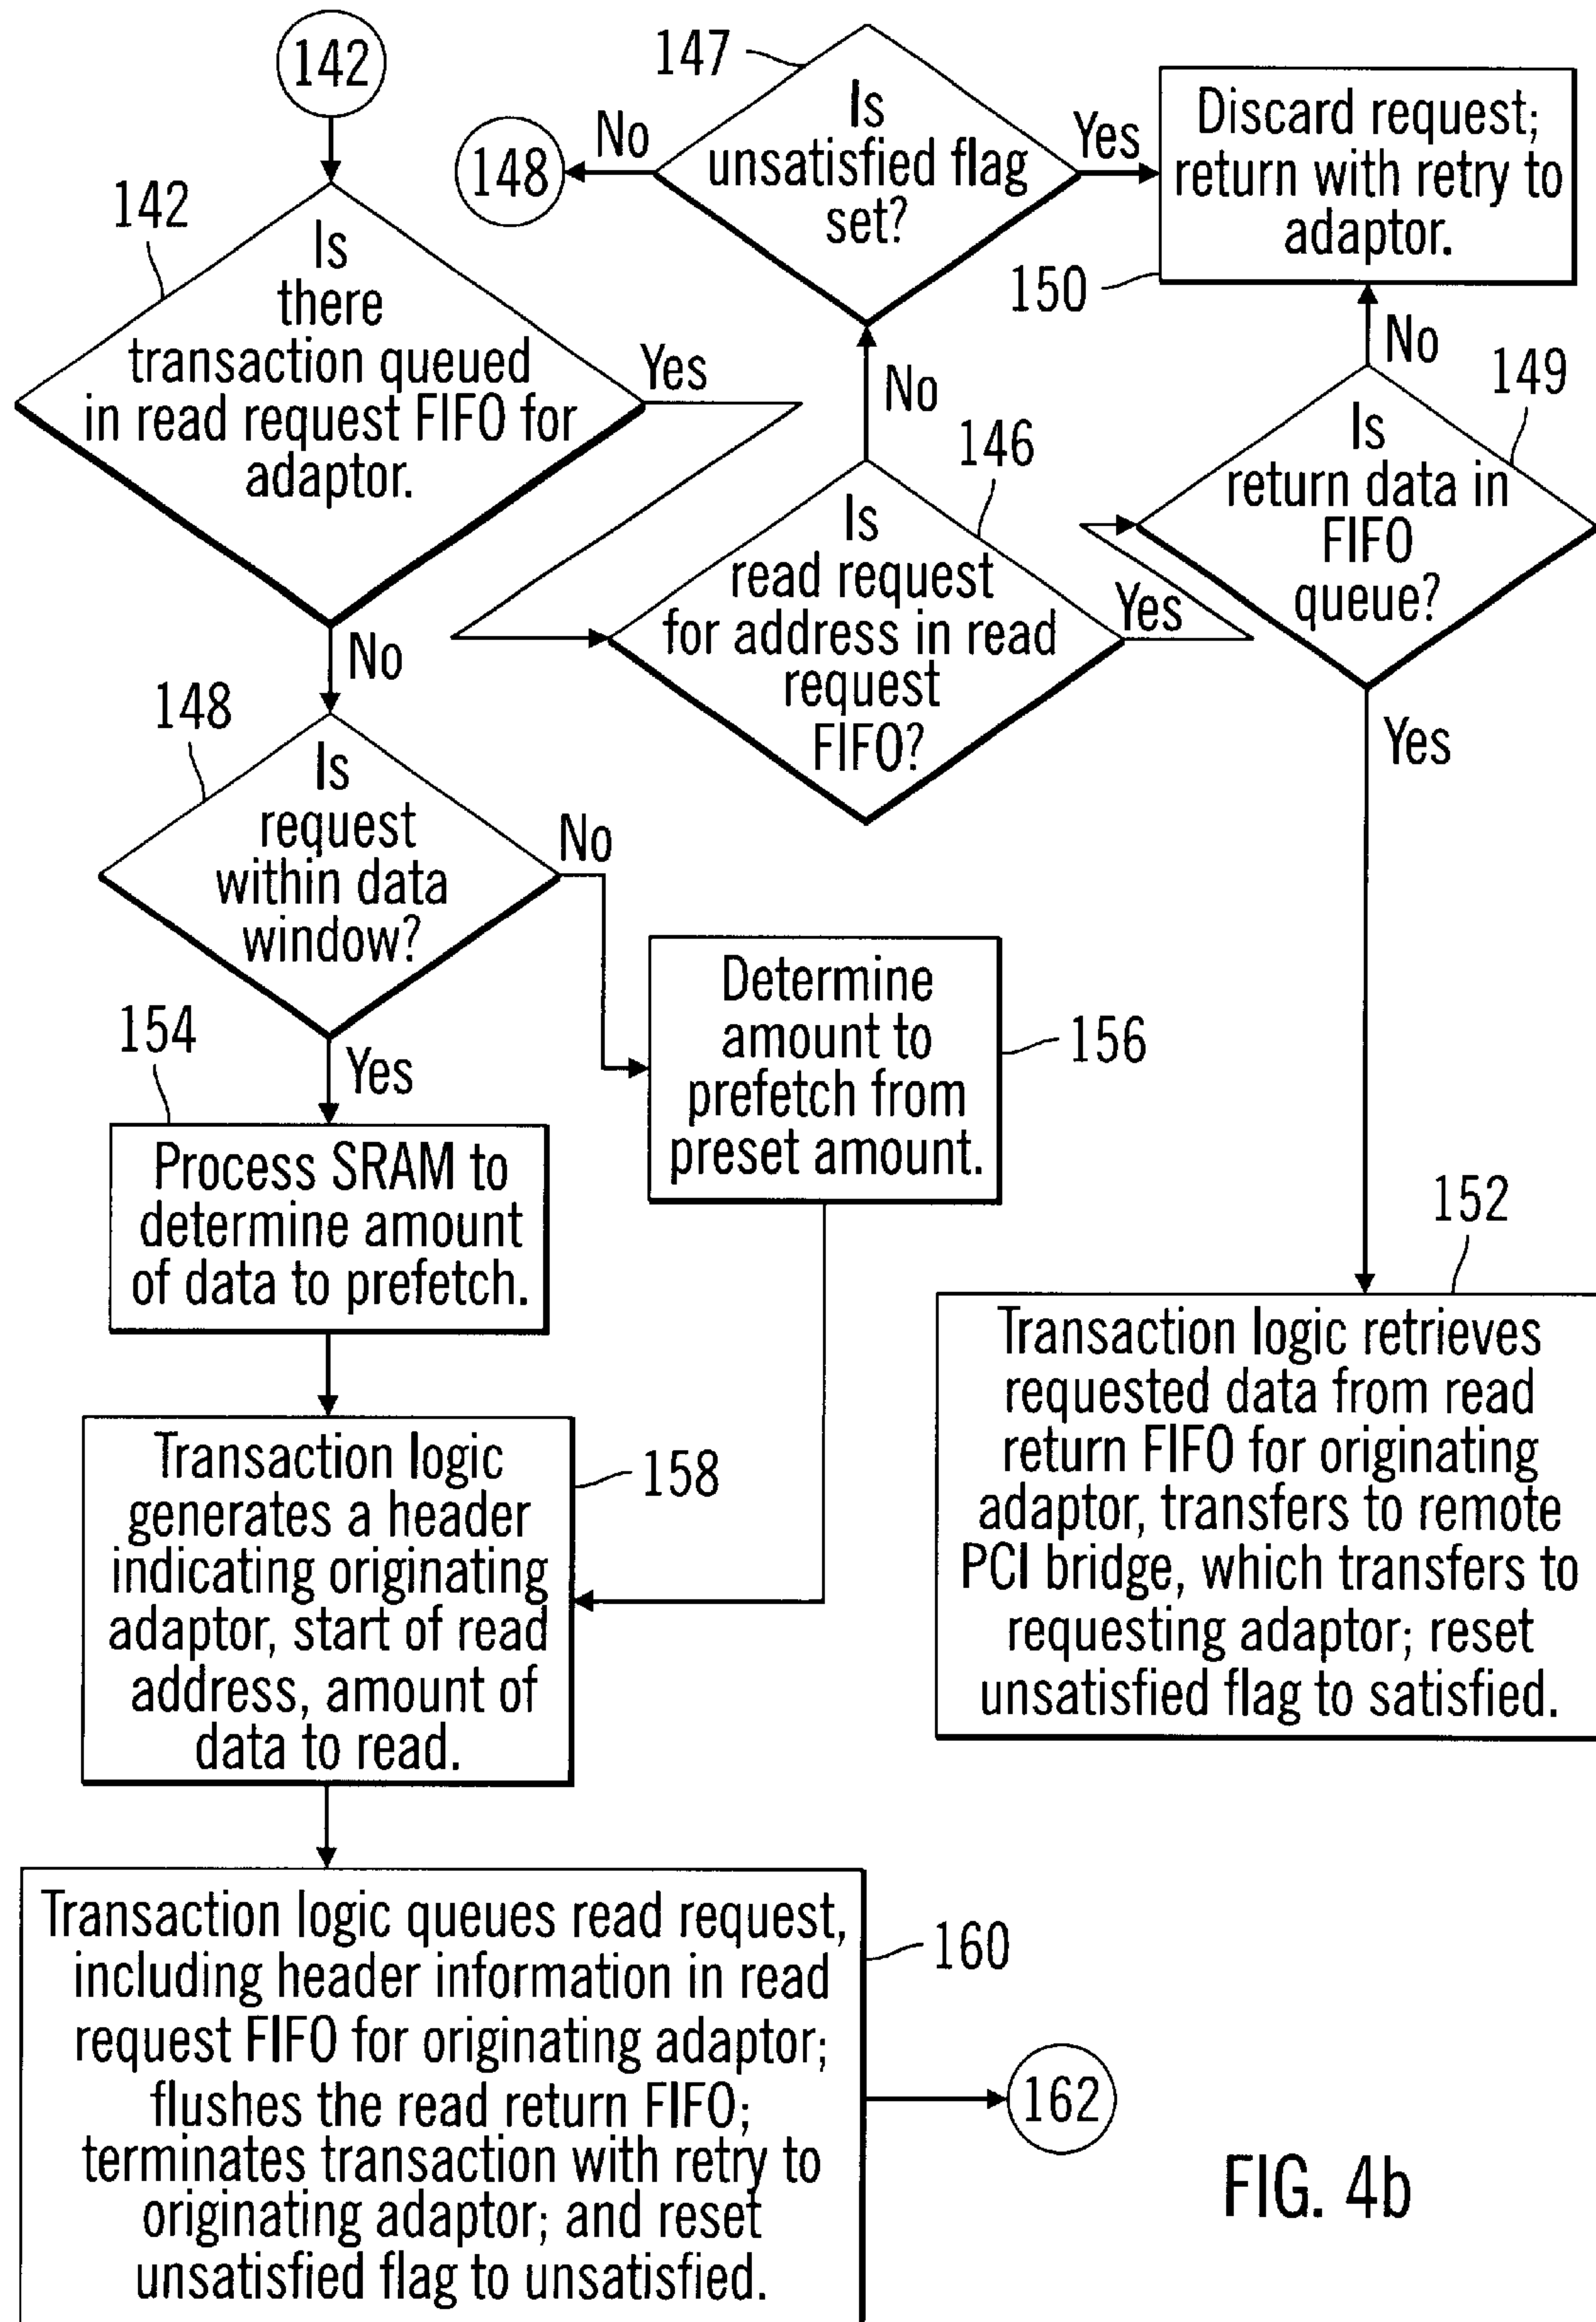 142
142
Is
there
transaction queued
in read request FIFO for
adaptor.
Yes
No
147
Is
unsatisfied flag
set?
No
148
Yes
Discard request;
return with retry to
adaptor.
150
No
149
Is
return data in
FIFO
queue?
Yes
No
146
Is
read request
for address in read
request
FIFO?
Yes
148
Is
request
within data
window?
No
Yes
154
Process SRAM to
determine amount
of data to prefetch.
Determine
amount to
prefetch from
preset amount.
156
152
Transaction logic retrieves
requested data from read
return FIFO for originating
adaptor, transfers to remote
PCI bridge, which transfers to
requesting adaptor; reset
unsatisfied flag to satisfied.
Transaction logic
generates a header
indicating originating
adaptor, start of read
address, amount of
data to read.
158
Transaction logic queues read request,
including header information in read
request FIFO for originating adaptor;
flushes the read return FIFO;
terminates transaction with retry to
originating adaptor; and reset
unsatisfied flag to unsatisfied.
160
162
FIG. 4b